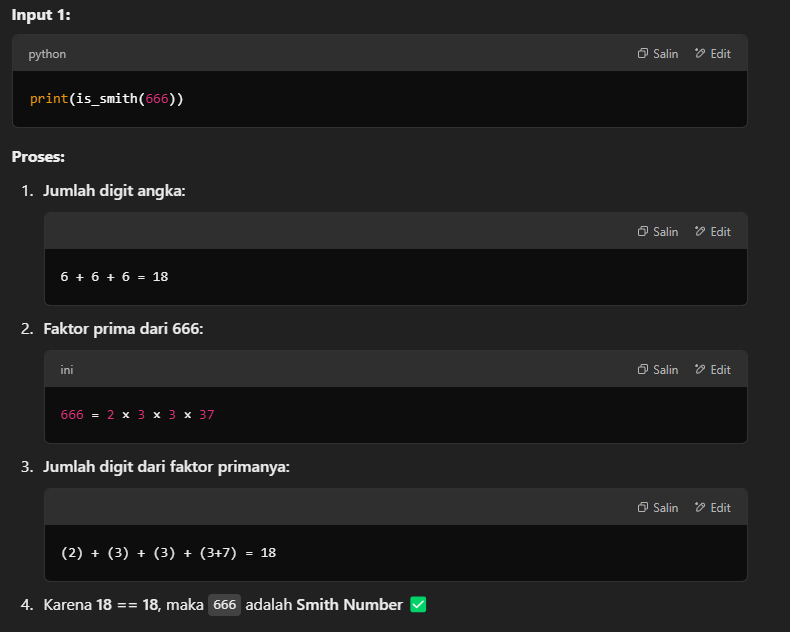 Input 1:
python
Salin
Edit
print(is_smith(666))
Proses:
1. Jumlah digit angka:
Salin
Edit
6 + 6 + 6 = 18
2. Faktor prima dari 666:
ini
Salin
Edit
666 = 2 × 3 × 3 × 37
3. Jumlah digit dari faktor primanya:
Salin
Edit
(2) + (3) + (3) + (3+7) = 18
4. Karena 18 == 18, maka 666 adalah Smith Number ✅